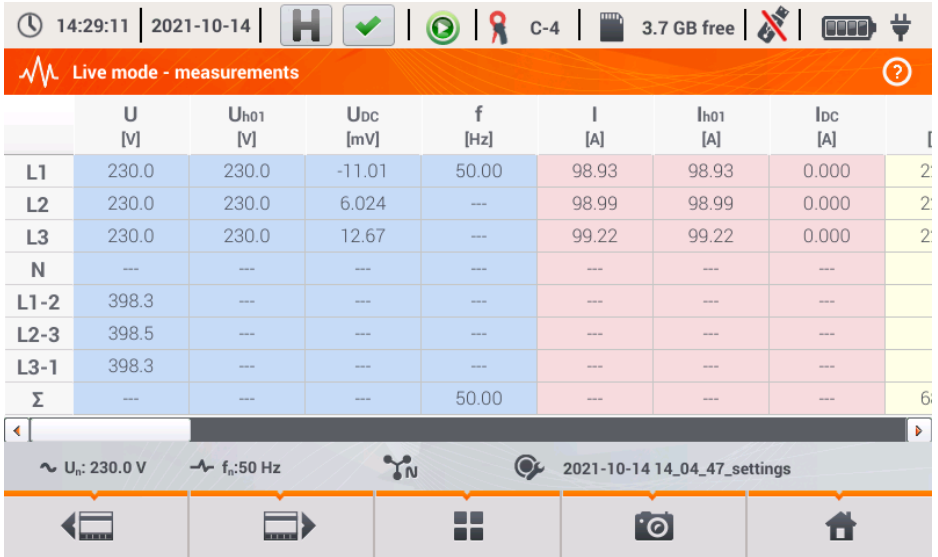 14:29:11 2021-10-14 H C-4 3.7 GB free
Live mode - measurements ?
U Uh01 UDC f I Ih01 IDC
[V] [V] [mV] [Hz] [A] [A] [A] [
L1 230.0 230.0 -11.01 50.00 98.93 98.93 0.000 2
L2 230.0 230.0 6.024 --- 98.99 98.99 0.000 2
L3 230.0 230.0 12.67 --- 99.22 99.22 0.000 2
N --- --- --- --- --- --- ---
L1-2 398.3 --- --- --- --- --- ---
L2-3 398.5 --- --- --- --- --- ---
L3-1 398.3 --- --- --- --- --- ---
Σ --- --- --- 50.00 --- --- --- 6
Un: 230.0 V fn:50 Hz N 2021-10-14 14_04_47_settings